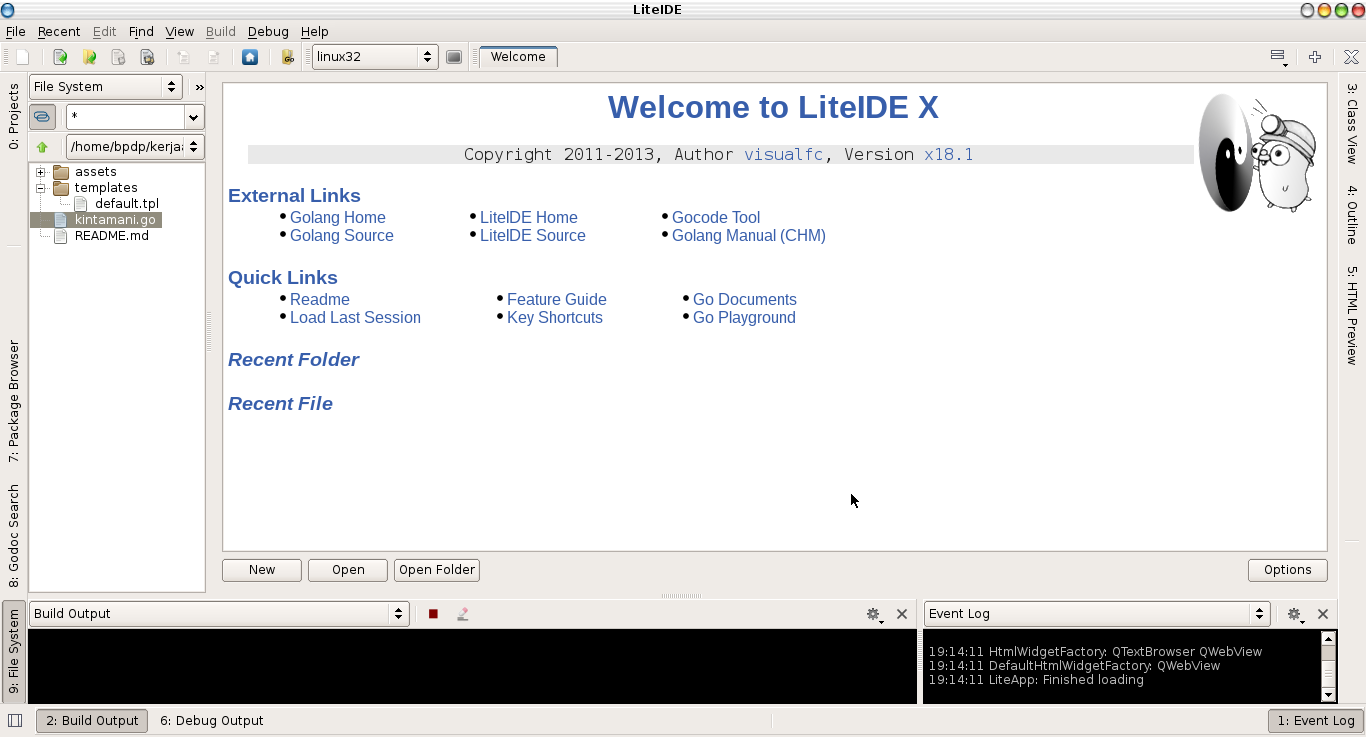 LiteIDE
File Recent Edit Find View Build Debug Help
linux32 Welcome
0: Projects
7: Package Browser
8: Godoc Search
9: File System
File System »
*
/home/bpdp/kerja
assets
templates
default.tpl
kintamani.go
README.md
Welcome to LiteIDE X
Copyright 2011-2013, Author visualfc, Version x18.1
External Links
Golang Home LiteIDE Home Gocode Tool
Golang Source LiteIDE Source Golang Manual (CHM)
Quick Links
Readme Feature Guide Go Documents
Load Last Session Key Shortcuts Go Playground
Recent Folder
Recent File
New Open Open Folder Options
3: Class View
4: Outline
5: HTML Preview
Build Output
Event Log
19:14:11 HtmlWidgetFactory: QTextBrowser QWebView
19:14:11 DefaultHtmlWidgetFactory: QWebView
19:14:11 LiteApp: Finished loading
2: Build Output 6: Debug Output 1: Event Log